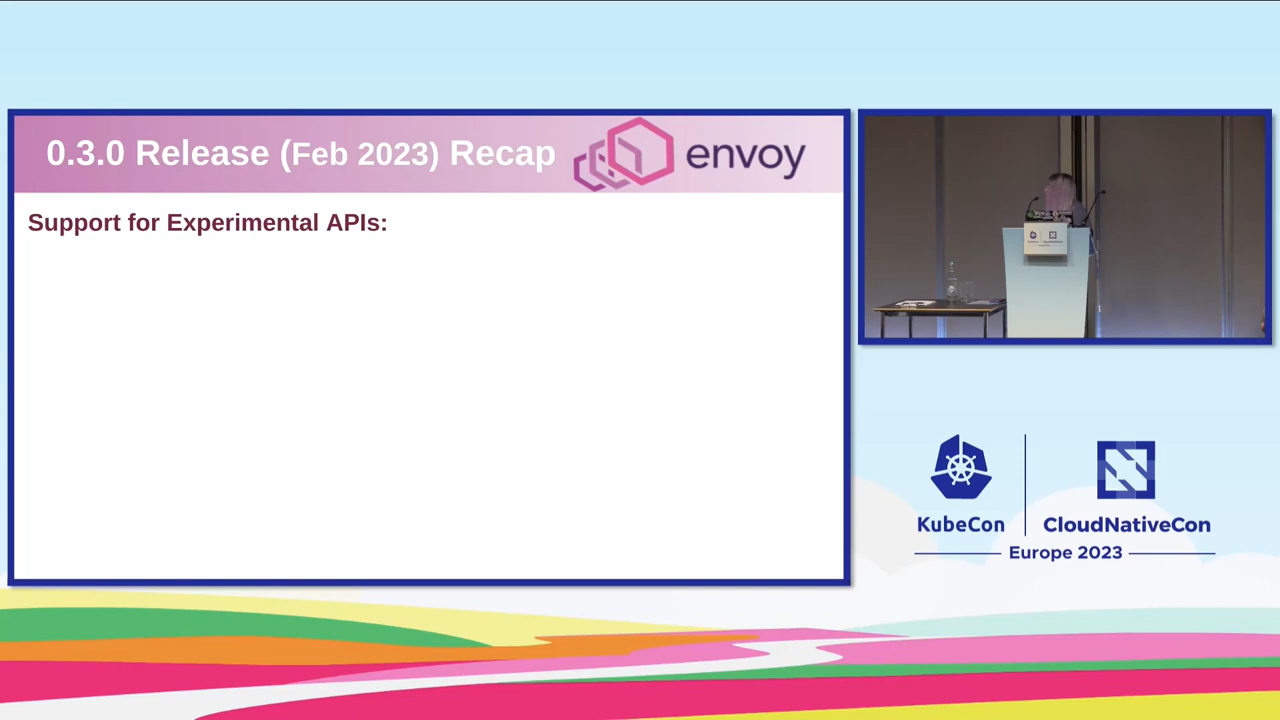 0.3.0 Release (Feb 2023) Recap
envoy
Support for Experimental APIs:
KubeCon
CloudNativeCon
Europe 2023